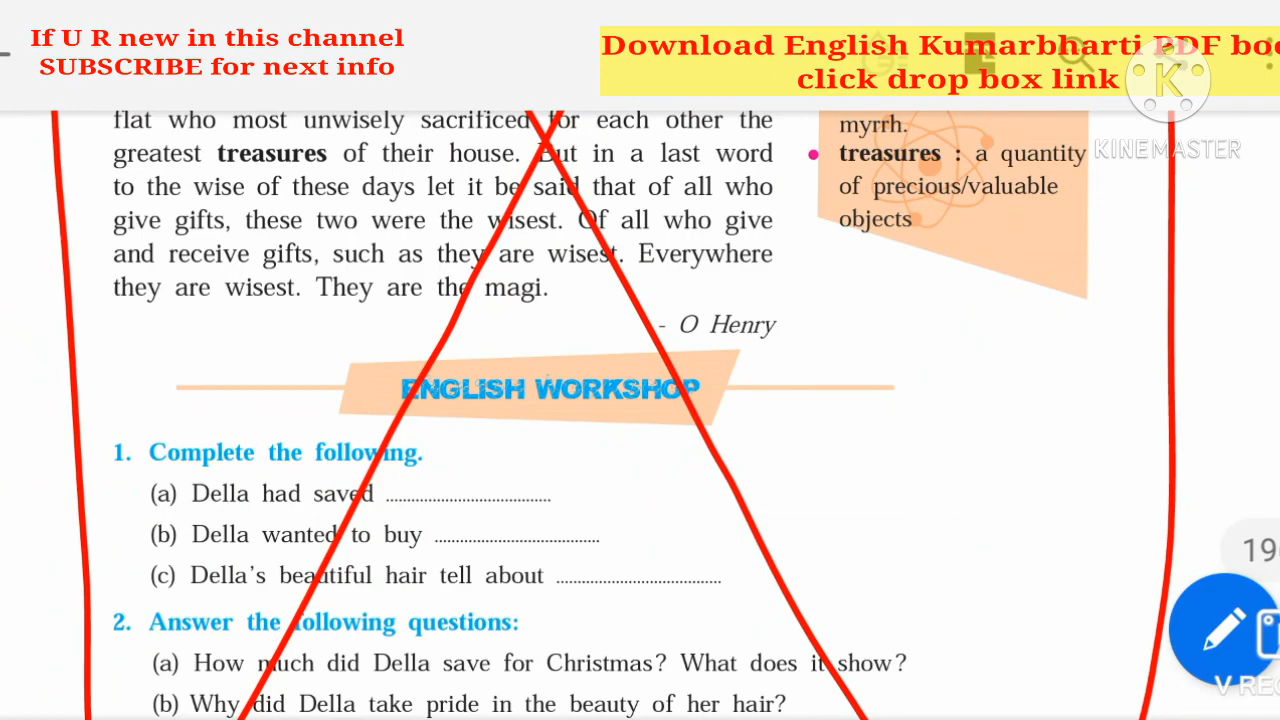 If U R new in this channel
SUBSCRIBE for next info
Download English Kumarbharti PDF
click drop box link
K
KINEMASTER
flat who most unwisely sacrificed for each other the
greatest treasures of their house. But in a last word
to the wise of these days let it be said that of all who
give gifts, these two were the wisest. Of all who give
and receive gifts, such as they are wisest. Everywhere
they are wisest. They are the magi.
- O Henry
myrrh.
• treasures : a quantity
of precious/valuable
objects
ENGLISH WORKSHOP
1. Complete the following.
(a) Della had saved ........................................
(b) Della wanted to buy ........................................
(c) Della's beautiful hair tell about ........................................
2. Answer the following questions:
(a) How much did Della save for Christmas? What does it show?
(b) Why did Della take pride in the beauty of her hair?